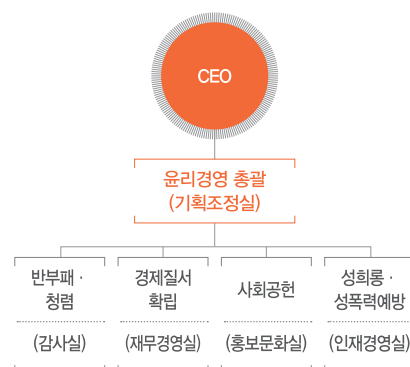 CEO
윤리경영 총괄
(기획조정실)
반부패·
청렴
(감사실)
경제질서
확립
(재무경영실)
사회공헌
(홍보문화실)
성희롱·
성폭력예방
(인재경영실)